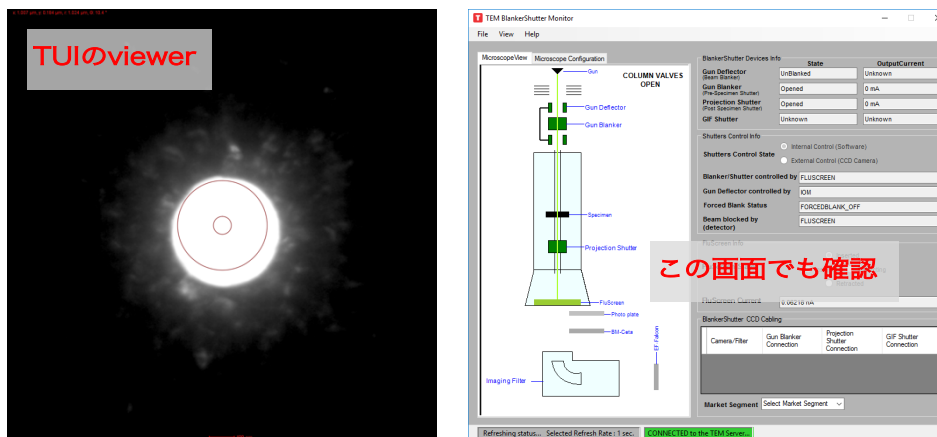 TUIのviewer
TEM BlankerShutter Monitor
File View Help
MicroscopeView Microscope Configuration
Gun
COLUMN VALVES
OPEN
Gun Deflector
Gun Blanker
Specimen
Projection Shutter
FluScreen
Photo plate
BM-Ceta
EF Falcon
Imaging Filter
BlankerShutter Devices Info
State OutputCurrent
Gun Deflector
(Beam Blanker)
UnBlanked Unknown
Gun Blanker
(Pre-Specimen Shutter)
Opened 0 mA
Projection Shutter
(Post Specimen Shutter)
Opened 0 mA
GIF Shutter Unknown Unknown
Shutters Control Info
Shutters Control State
Internal Control (Software)
External Control (CCD Camera)
Blanker/Shutter controlled by FLUSCREEN
Gun Deflector controlled by IOM
Forced Blank Status FORCEDBLANK_OFF
Beam blocked by
(detector)
FLUSCREEN
FluScreen Info
この画面でも確認
FluScreen Current
BlankerShutter CCD Cabling
Camera/Filter
Gun Blanker
Connection
Projection
Shutter
Connection
GIF Shutter
Connection
Market Segment Select Market Segment
Refreshing status... Selected Refresh Rate : 1 sec. CONNECTED to the TEM Server...